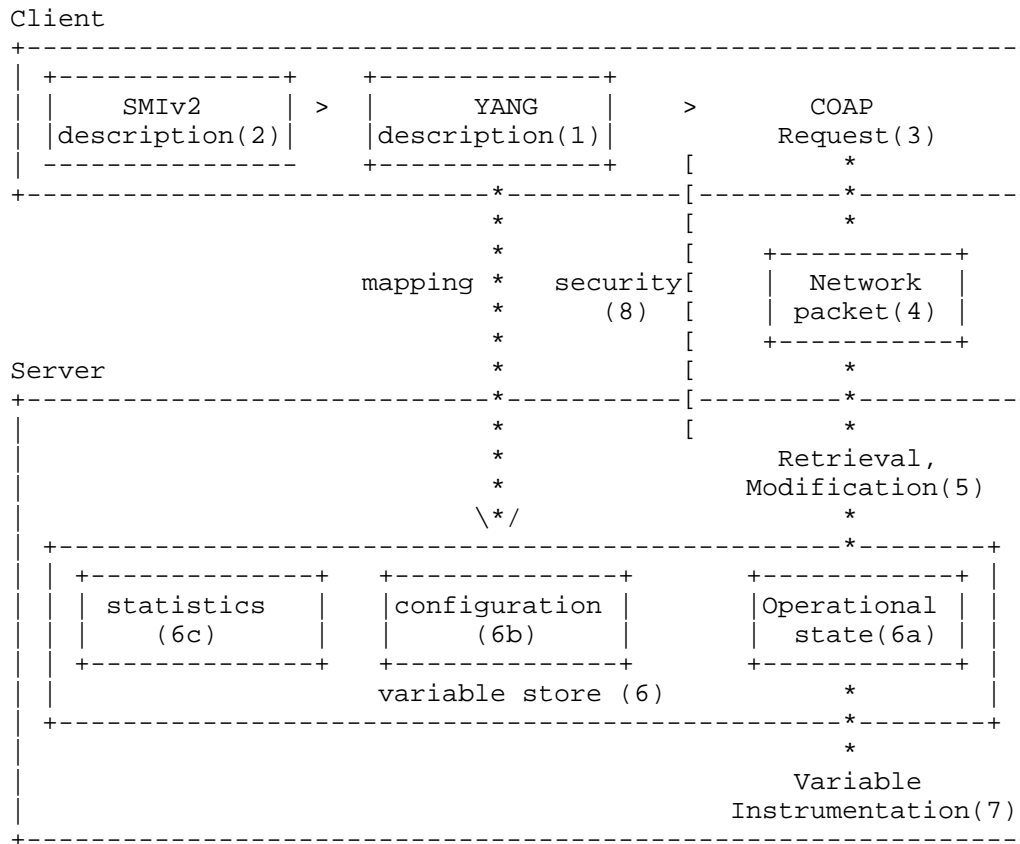 Client
SMIv2 > YANG > COAP
description(2) description(1) Request(3)
mapping security Network
(8) packet(4)
Server
Retrieval,
Modification(5)
statistics configuration Operational
(6c) (6b) state(6a)
variable store (6)
Variable
Instrumentation(7)